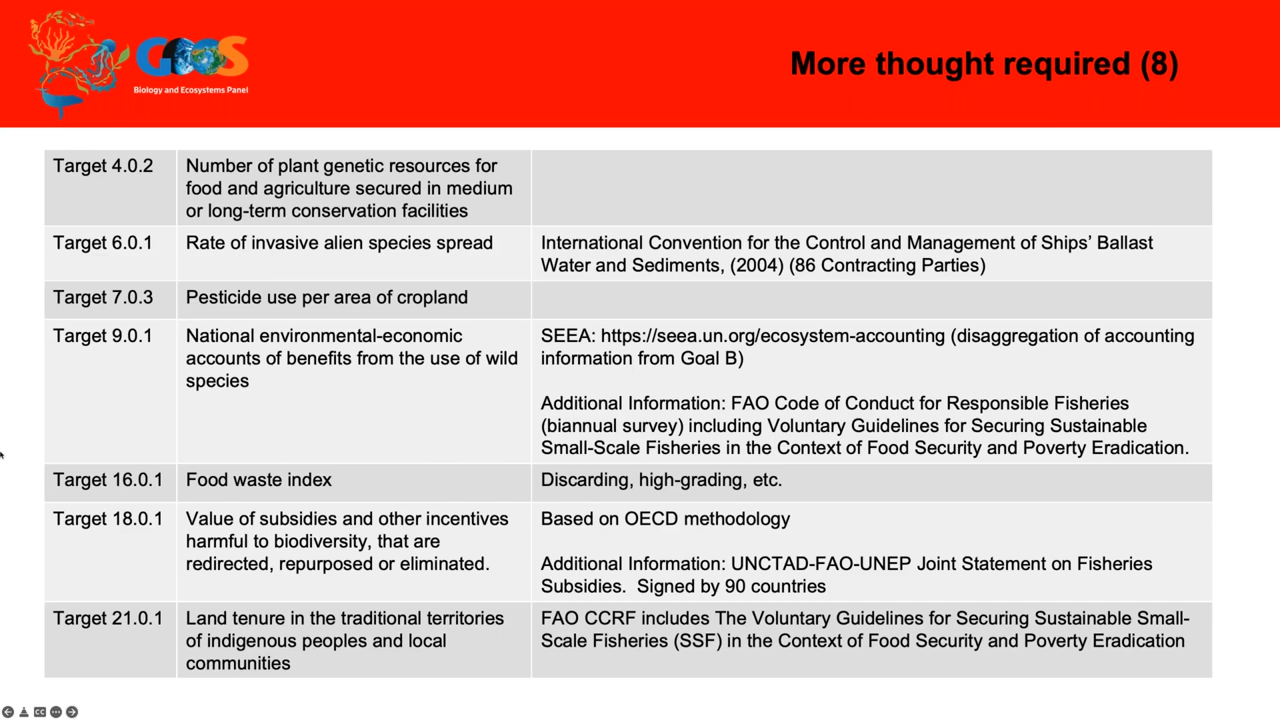 GOOS
Biology and Ecosystems Panel
More thought required (8)
Target 4.0.2
Number of plant genetic resources for
food and agriculture secured in medium
or long-term conservation facilities
Target 6.0.1
Rate of invasive alien species spread
International Convention for the Control and Management of Ships’ Ballast
Water and Sediments, (2004) (86 Contracting Parties)
Target 7.0.3
Pesticide use per area of cropland
Target 9.0.1
National environmental-economic
accounts of benefits from the use of wild
species
SEEA: https://seea.un.org/ecosystem-accounting (disaggregation of accounting
information from Goal B)
Additional Information: FAO Code of Conduct for Responsible Fisheries
(biannual survey) including Voluntary Guidelines for Securing Sustainable
Small-Scale Fisheries in the Context of Food Security and Poverty Eradication.
Target 16.0.1
Food waste index
Discarding, high-grading, etc.
Target 18.0.1
Value of subsidies and other incentives
harmful to biodiversity, that are
redirected, repurposed or eliminated.
Based on OECD methodology
Additional Information: UNCTAD-FAO-UNEP Joint Statement on Fisheries
Subsidies.  Signed by 90 countries
Target 21.0.1
Land tenure in the traditional territories
of indigenous peoples and local
communities
FAO CCRF includes The Voluntary Guidelines for Securing Sustainable Small-
Scale Fisheries (SSF) in the Context of Food Security and Poverty Eradication
CC